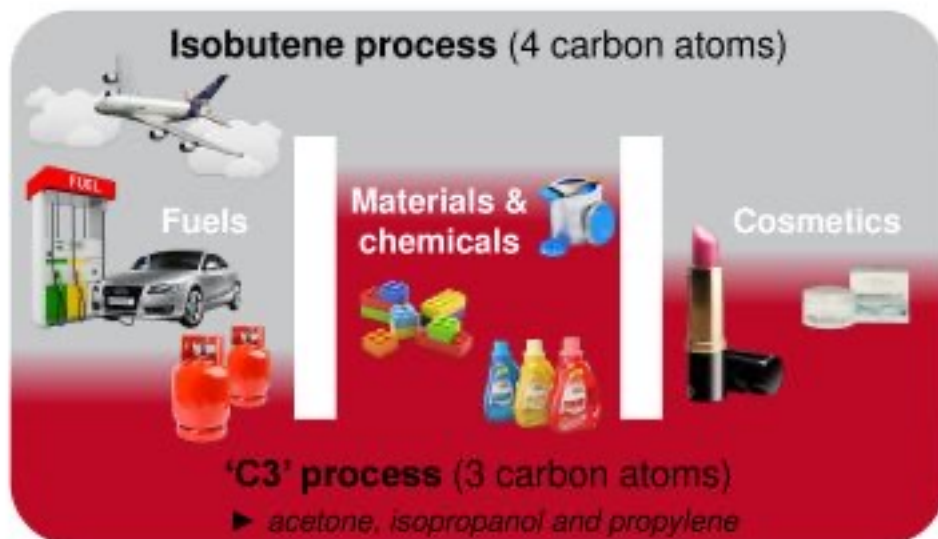 Isobutene process (4 carbon atoms)
FUEL
Fuels
Materials &
chemicals
Cosmetics
‘C3’ process (3 carbon atoms)
► acetone, isopropanol and propylene